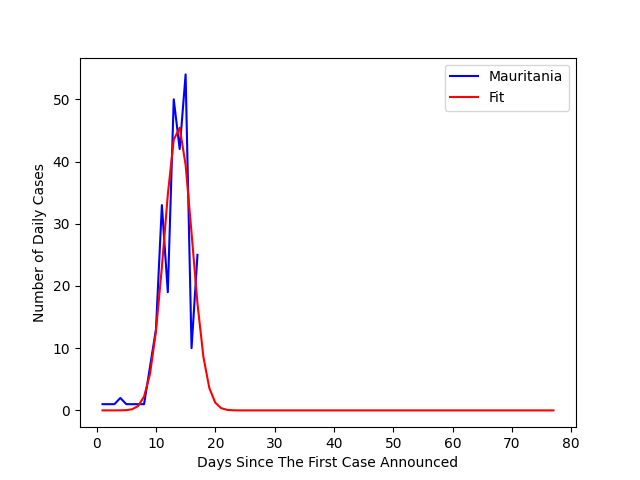 Mauritania
Fit
50
40
30
20
10
0
Number of Daily Cases
0 10 20 30 40 50 60 70 80
Days Since The First Case Announced